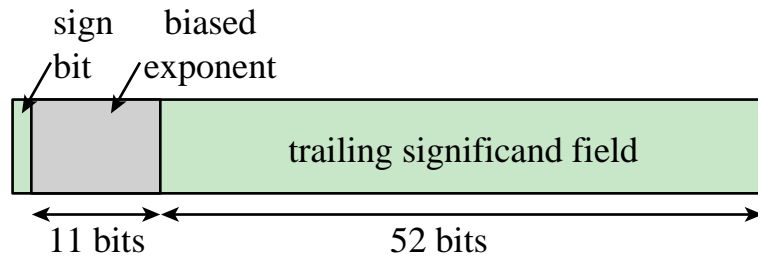 sign
bit
biased
exponent
trailing significand field
11 bits
52 bits